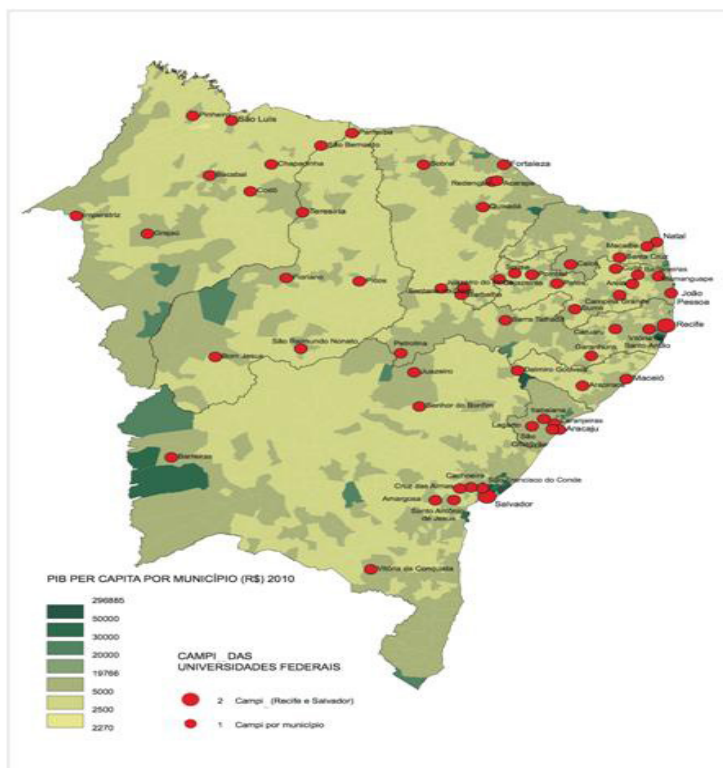 Pinheiro
São Luís
Parnaíba
São Bernardo
Chapadinha
Sobral
Fortaleza
Bacabal
Redenção
Acarape
Codó
Quixadá
Imperatriz
Teresina
Grajaú
Natal
Macaíba
Santa Cruz
Caicó
Floriano
Picos
Sousa
Pombal
Patos
Cajazeiras
Juazeiro do
Barbalha
Mamanguape
Areia
João
Pessoa
Campina Grande
Sumé
Serra Talhada
Recife
Caruaru
Vitória
Santo Antão
Garanhuns
São Raimundo Nonato
Petrolina
Bom Jesus
Juazeiro
Delmiro Gouveia
Maceió
Arapiraca
Senhor do Bonfim
Itabaiana
Laranjeiras
Lagarto
Aracaju
São
Cristóvão
Barreiras
Cachoeira
Cruz das Almas
São Francisco do Conde
Amargosa
Salvador
Santo Antônio
de Jesus
Vitória da Conquista
PIB PER CAPITA POR MUNICÍPIO (R$) 2010
296885
50000
30000
20000
19766
5000
2500
2270
CAMPI DAS
UNIVERSIDADES FEDERAIS
2 Campi (Recife e Salvador)
1 Campi por município